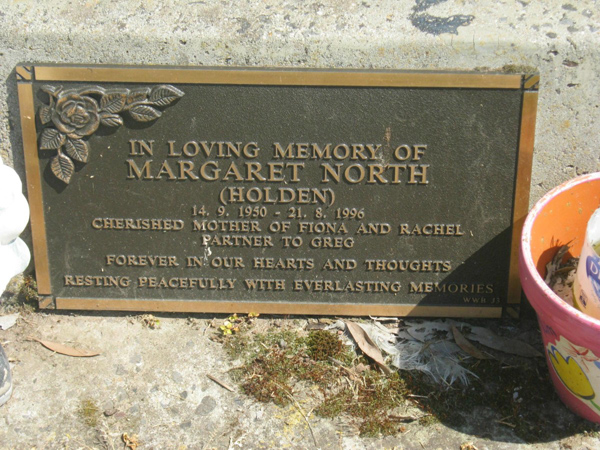 IN LOVING MEMORY OF
MARGARET NORTH
(HOLDEN)
14. 9. 1950 - 21. 8. 1996
CHERISHED MOTHER OF FIONA AND RACHEL
PARTNER TO GREG
FOREVER IN OUR HEARTS AND THOUGHTS
RESTING PEACEFULLY WITH EVERLASTING MEMORIES